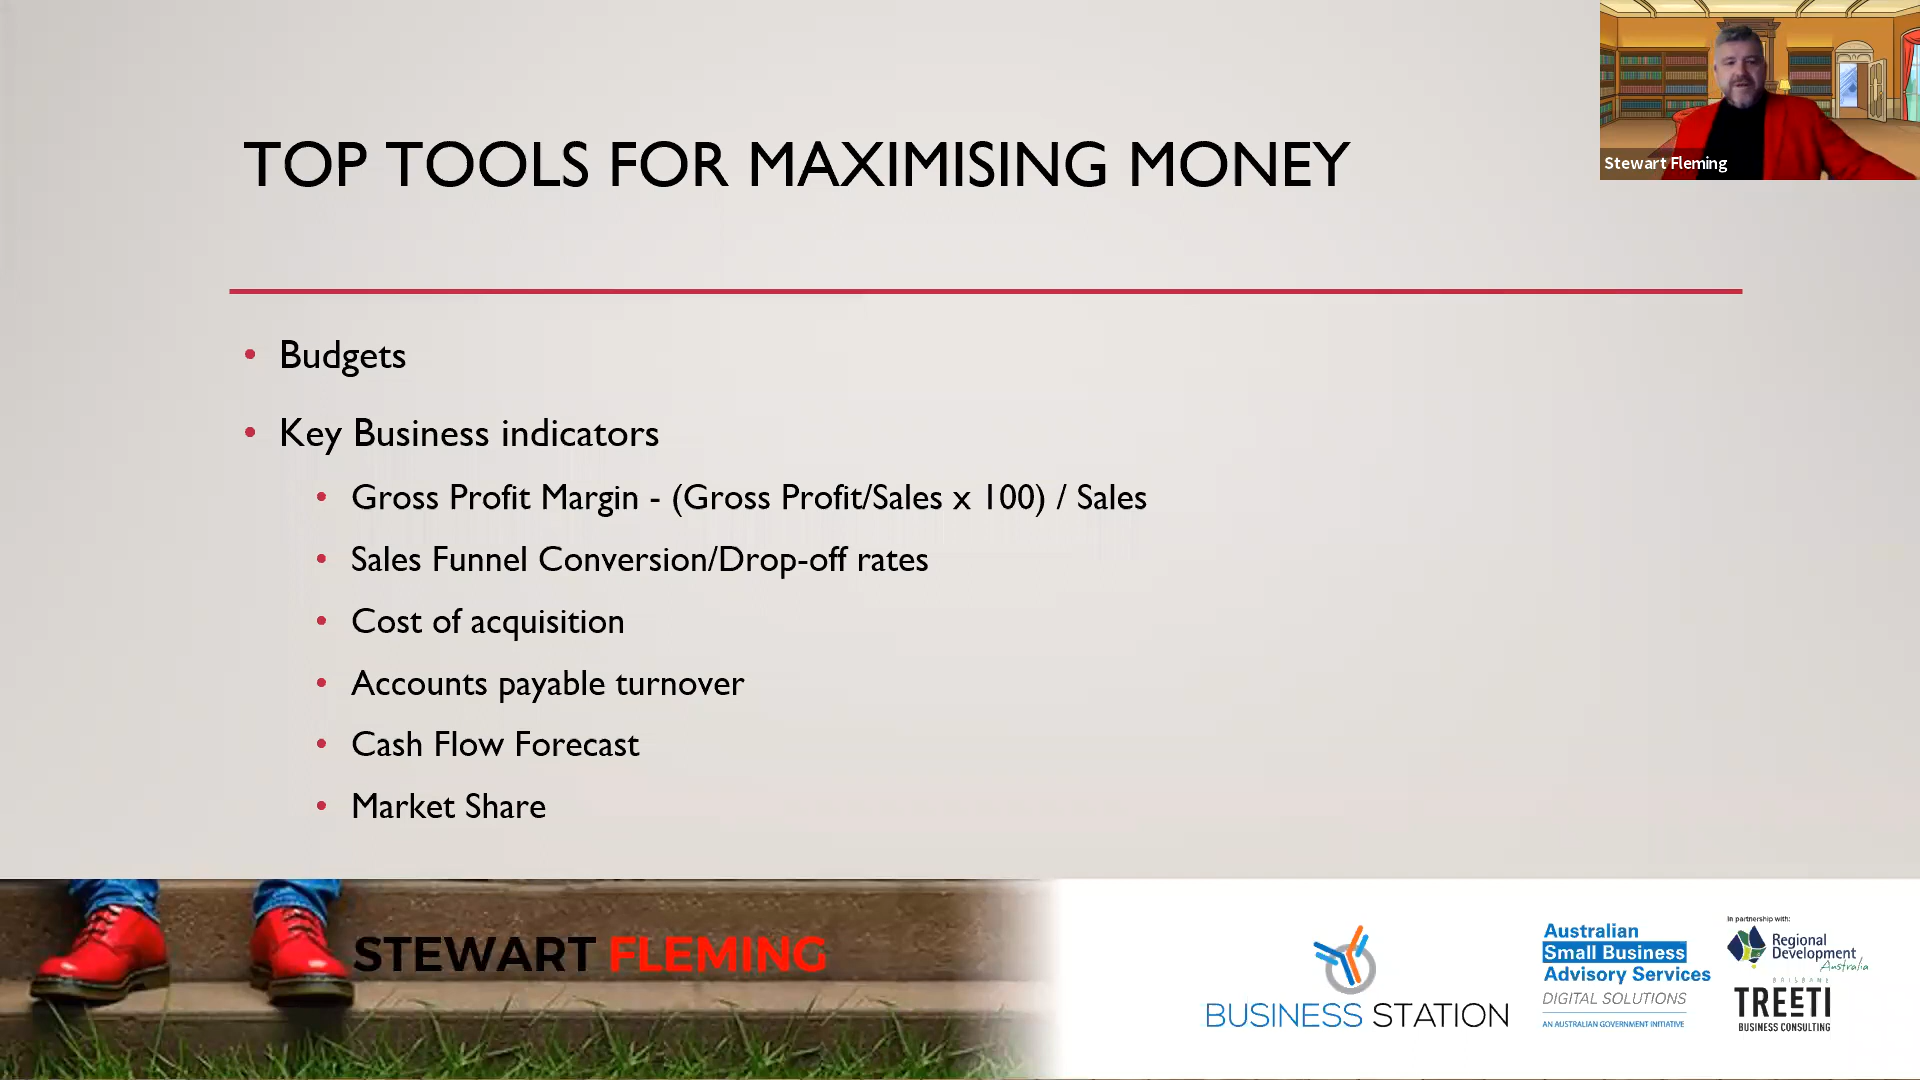 TOP TOOLS FOR MAXIMISING MONEY
Stewart Fleming
• Budgets
• Key Business indicators
• Gross Profit Margin - (Gross Profit/Sales x 100) / Sales
• Sales Funnel Conversion/Drop-off rates
• Cost of acquisition
• Accounts payable turnover
• Cash Flow Forecast
• Market Share
STEWART FLEMING
BUSINESS STATION
Australian
Small Business
Advisory Services
DIGITAL SOLUTIONS
AN AUSTRALIAN GOVERNMENT INITIATIVE
In partnership with:
Regional
Development
Australia
BRISBANE
TREETI
BUSINESS CONSULTING